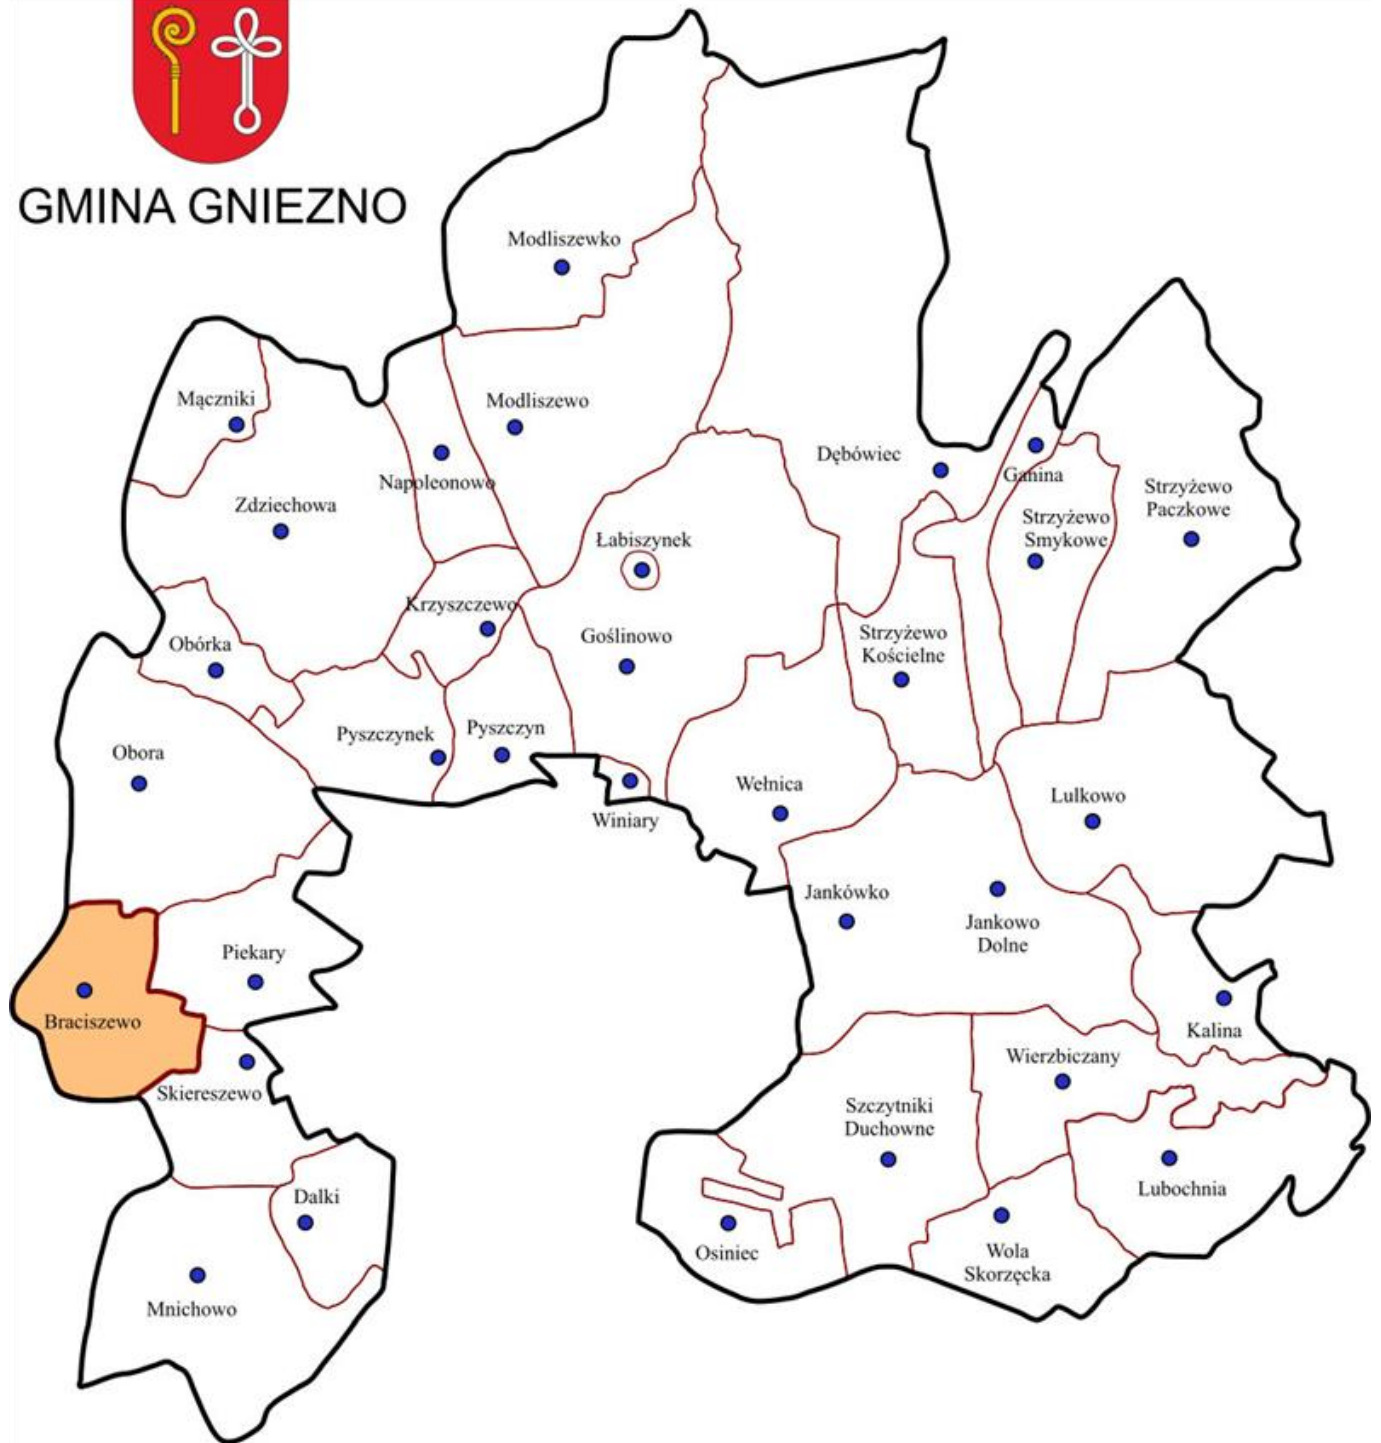 GMINA GNIEZNO
Modliszewko
Mączniki
Modliszewo
Napoleonowo
Zdziechowa
Dębówiec
Ganina
Strzyżewo
Paczkowe
Strzyżewo
Smykowe
Łabiszynek
Krzyszczewo
Goślinowo
Obórka
Strzyżewo
Kościelne
Pyszczynek
Pyszczyn
Obora
Wełnica
Winiary
Lulkowo
Jankówko
Jankowo
Dolne
Piekary
Braciszewo
Kalina
Skiereszewo
Wierzbiczany
Szczytniki
Duchowne
Lubochnia
Dalki
Osiniec
Wola
Skorzęcka
Mnichowo